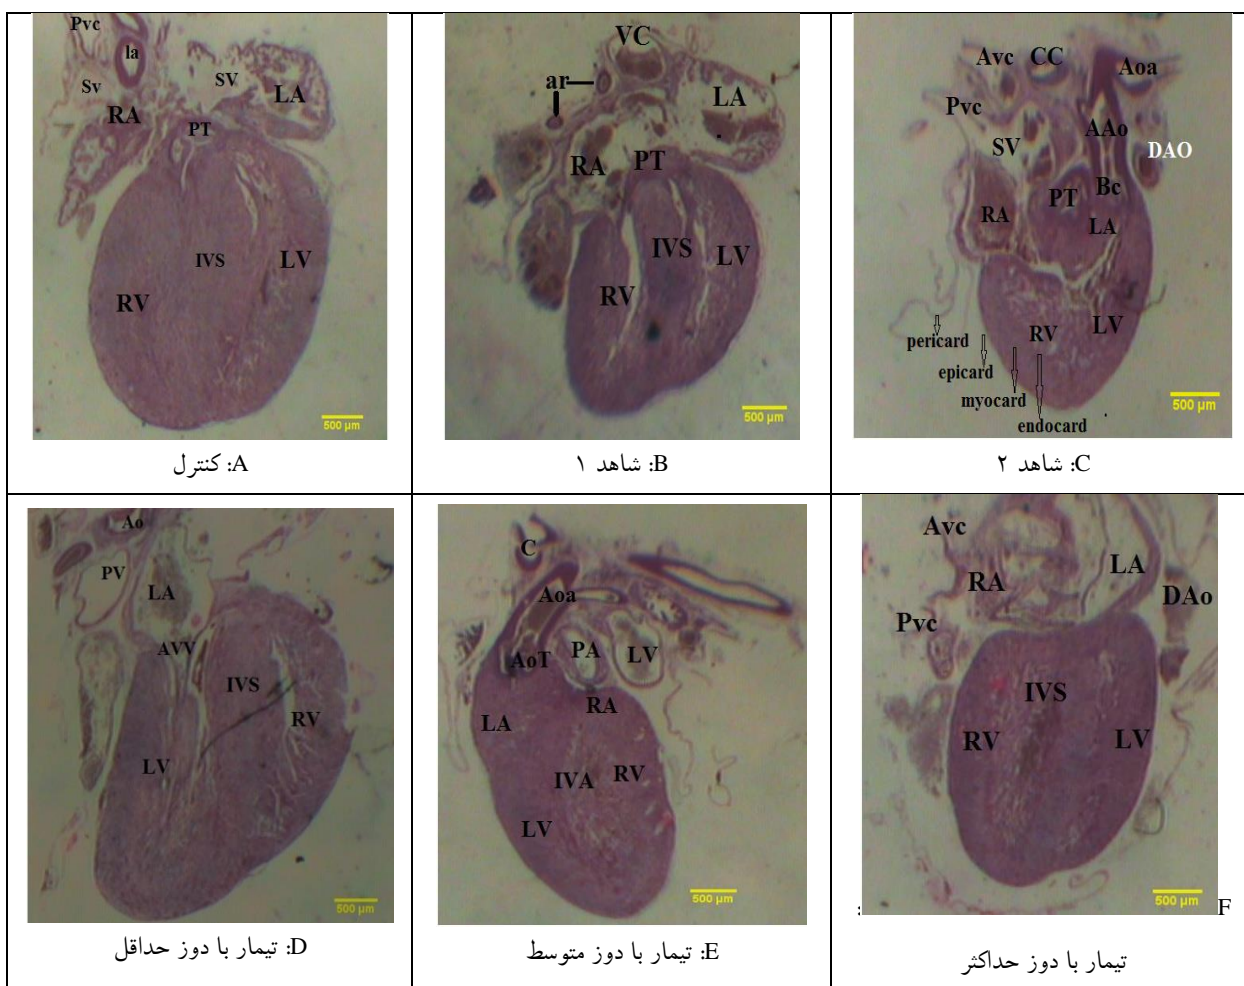 Pvc
la
Sv
SV
LA
RA
PT
IVS
LV
RV
500 µm
A: کنترل
VC
ar
LA
RA
PT
IVS
LV
RV
500 µm
B: شاهد ۱
Avc CC Aoa
Pvc
AAo
SV DAO
Bc
PT
RA LA
LV
RV
pericard
epicard
myocard
endocard
500 µm
C: شاهد ۲
Ao
PV
LA
AVV
IVS
RV
LV
500 µm
D: تیمار با دوز حداقل
C
Aoa
PA LV
AoT
RA
LA
IVA RV
LV
500 µm
E: تیمار با دوز متوسط
Avc
LA
RA
DAo
Pvc
IVS
RV LV
500 µm
F:
تیمار با دوز حداکثر